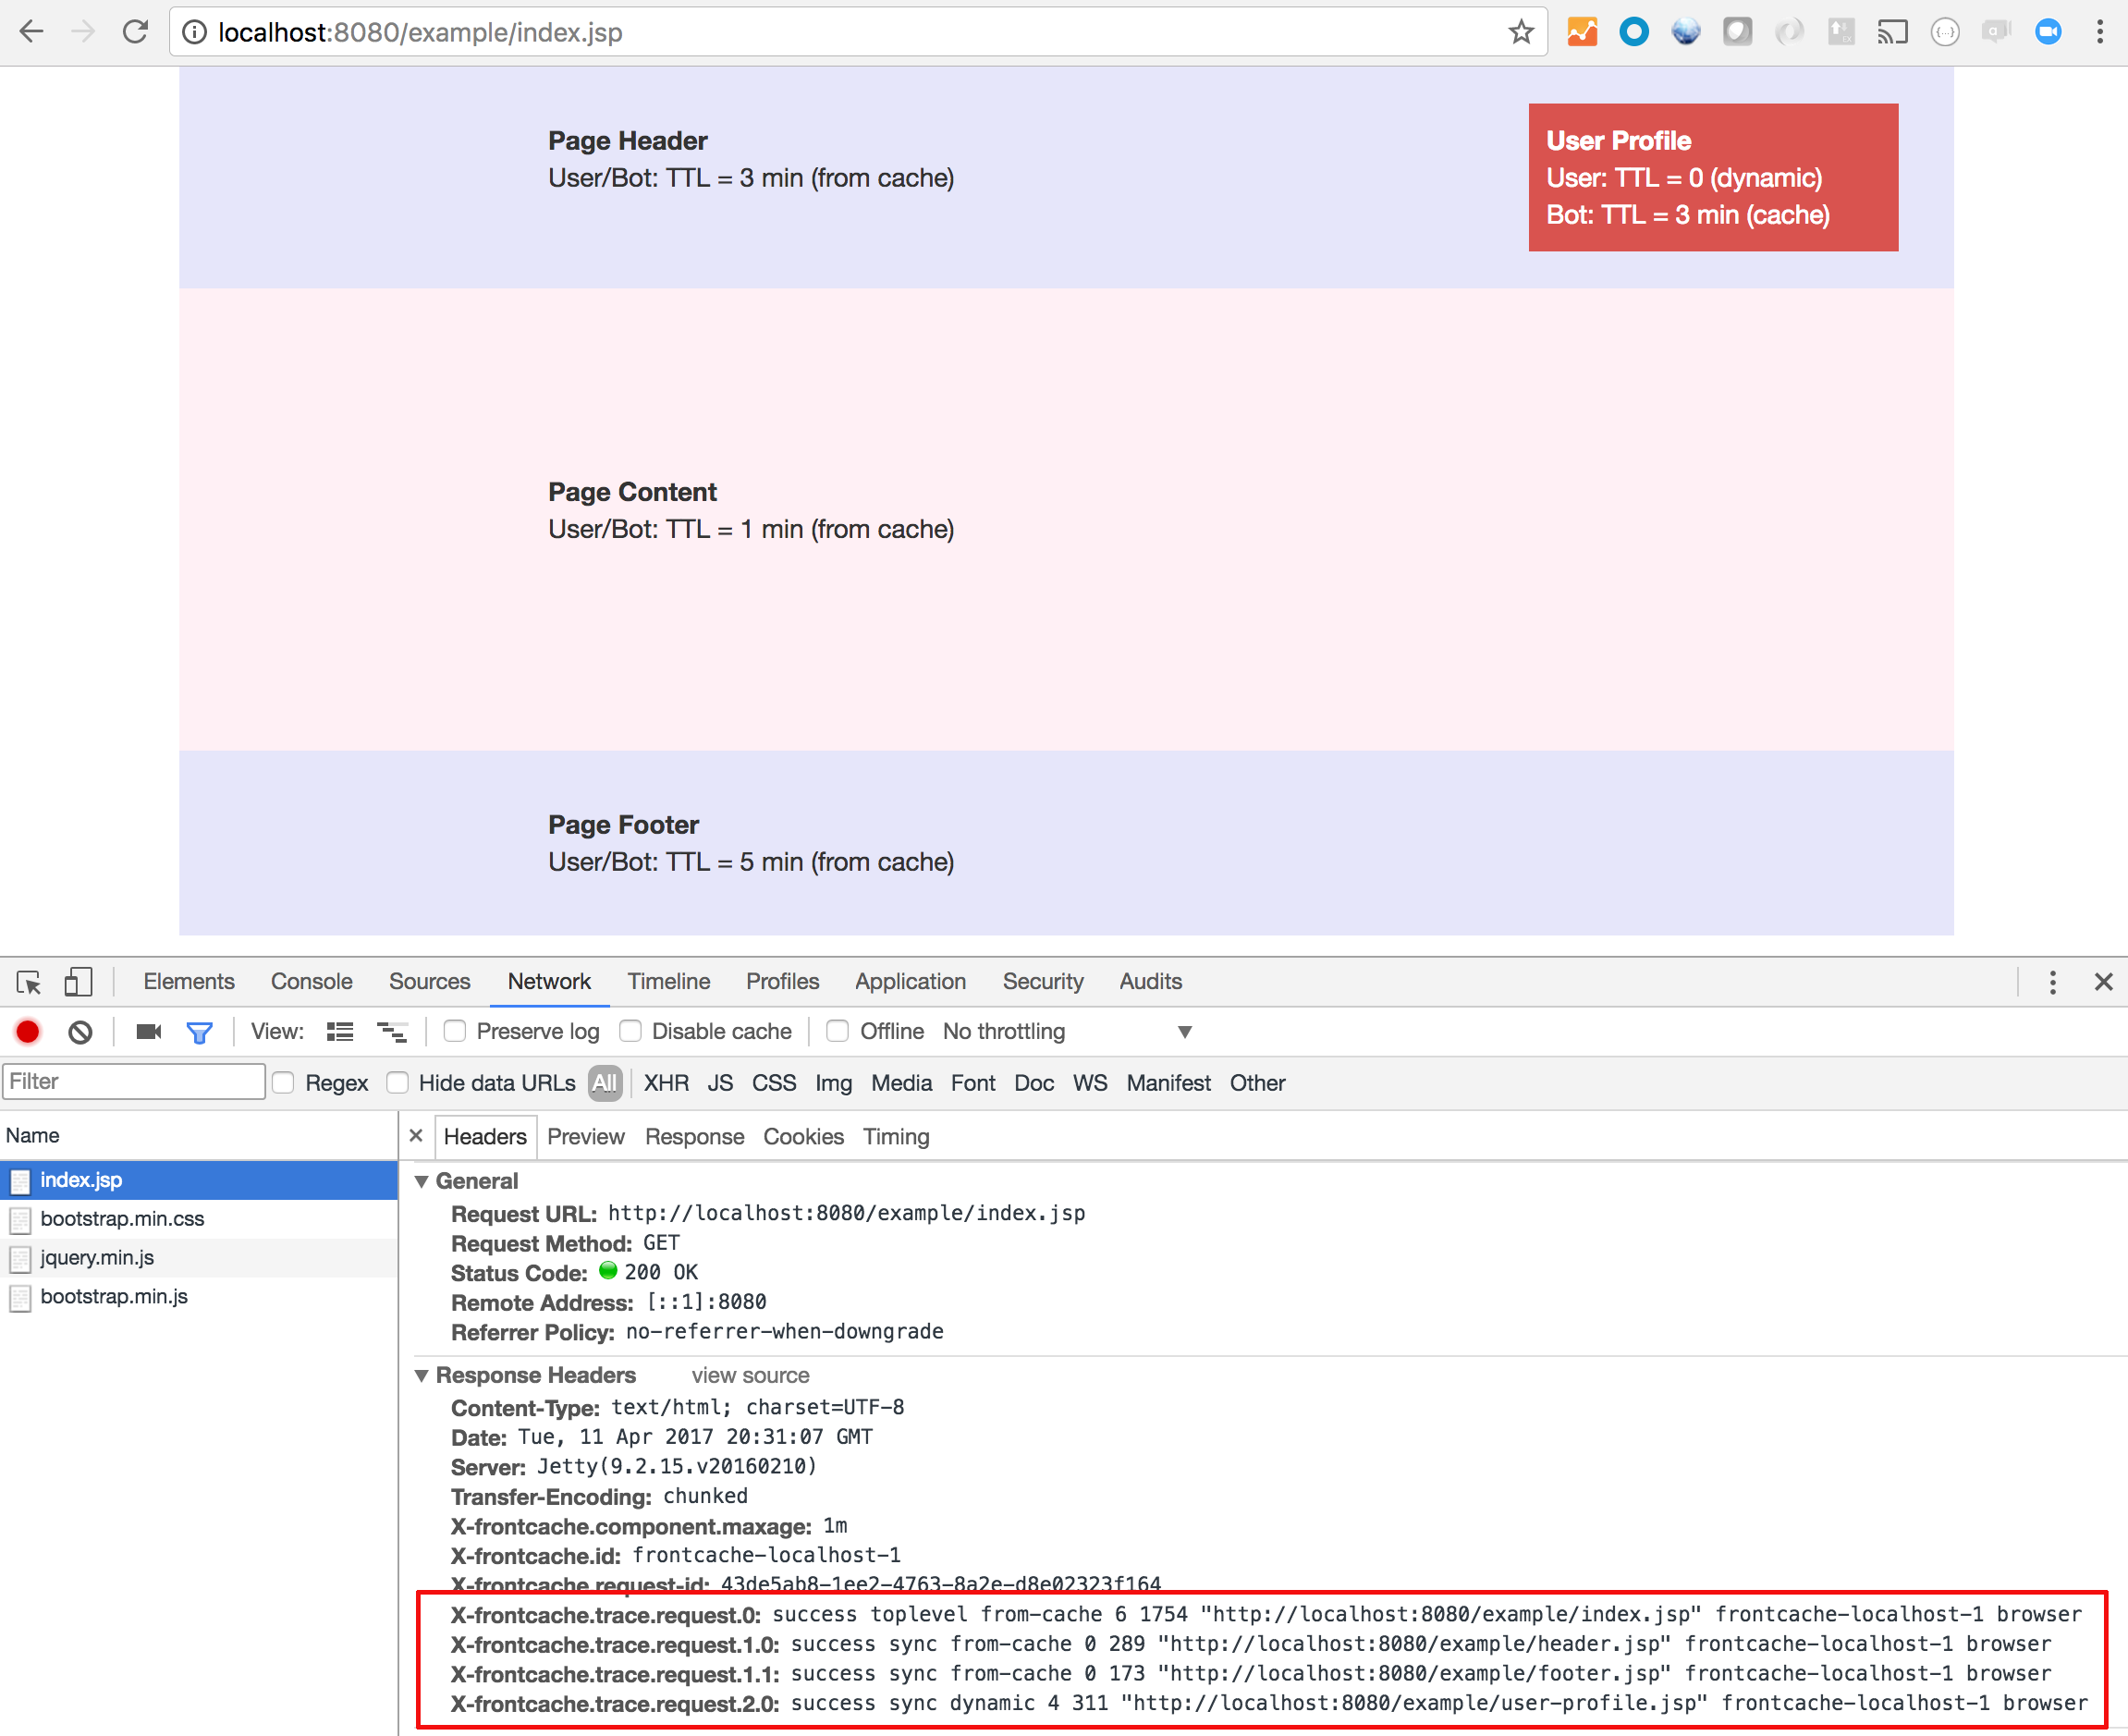 localhost:8080/example/index.jsp
Page Header
User/Bot: TTL = 3 min (from cache)
User Profile
User: TTL = 0 (dynamic)
Bot: TTL = 3 min (cache)
Page Content
User/Bot: TTL = 1 min (from cache)
Page Footer
User/Bot: TTL = 5 min (from cache)
Elements Console Sources Network Timeline Profiles Application Security Audits
View: Preserve log Disable cache Offline No throttling
Filter Regex Hide data URLs All XHR JS CSS Img Media Font Doc WS Manifest Other
Name
index.jsp
bootstrap.min.css
jquery.min.js
bootstrap.min.js
Headers Preview Response Cookies Timing
General
Request URL: http://localhost:8080/example/index.jsp
Request Method: GET
Status Code: 200 OK
Remote Address: [::1]:8080
Referrer Policy: no-referrer-when-downgrade
Response Headers view source
Content-Type: text/html; charset=UTF-8
Date: Tue, 11 Apr 2017 20:31:07 GMT
Server: Jetty(9.2.15.v20160210)
Transfer-Encoding: chunked
X-frontcache.component.maxage: 1m
X-frontcache.id: frontcache-localhost-1
X-frontcache.request-id: 43de5ab8-1ee2-4763-8a2e-d8e02323f164
X-frontcache.trace.request.0: success toplevel from-cache 6 1754 "http://localhost:8080/example/index.jsp" frontcache-localhost-1 browser
X-frontcache.trace.request.1.0: success sync from-cache 0 289 "http://localhost:8080/example/header.jsp" frontcache-localhost-1 browser
X-frontcache.trace.request.1.1: success sync from-cache 0 173 "http://localhost:8080/example/footer.jsp" frontcache-localhost-1 browser
X-frontcache.trace.request.2.0: success sync dynamic 4 311 "http://localhost:8080/example/user-profile.jsp" frontcache-localhost-1 browser